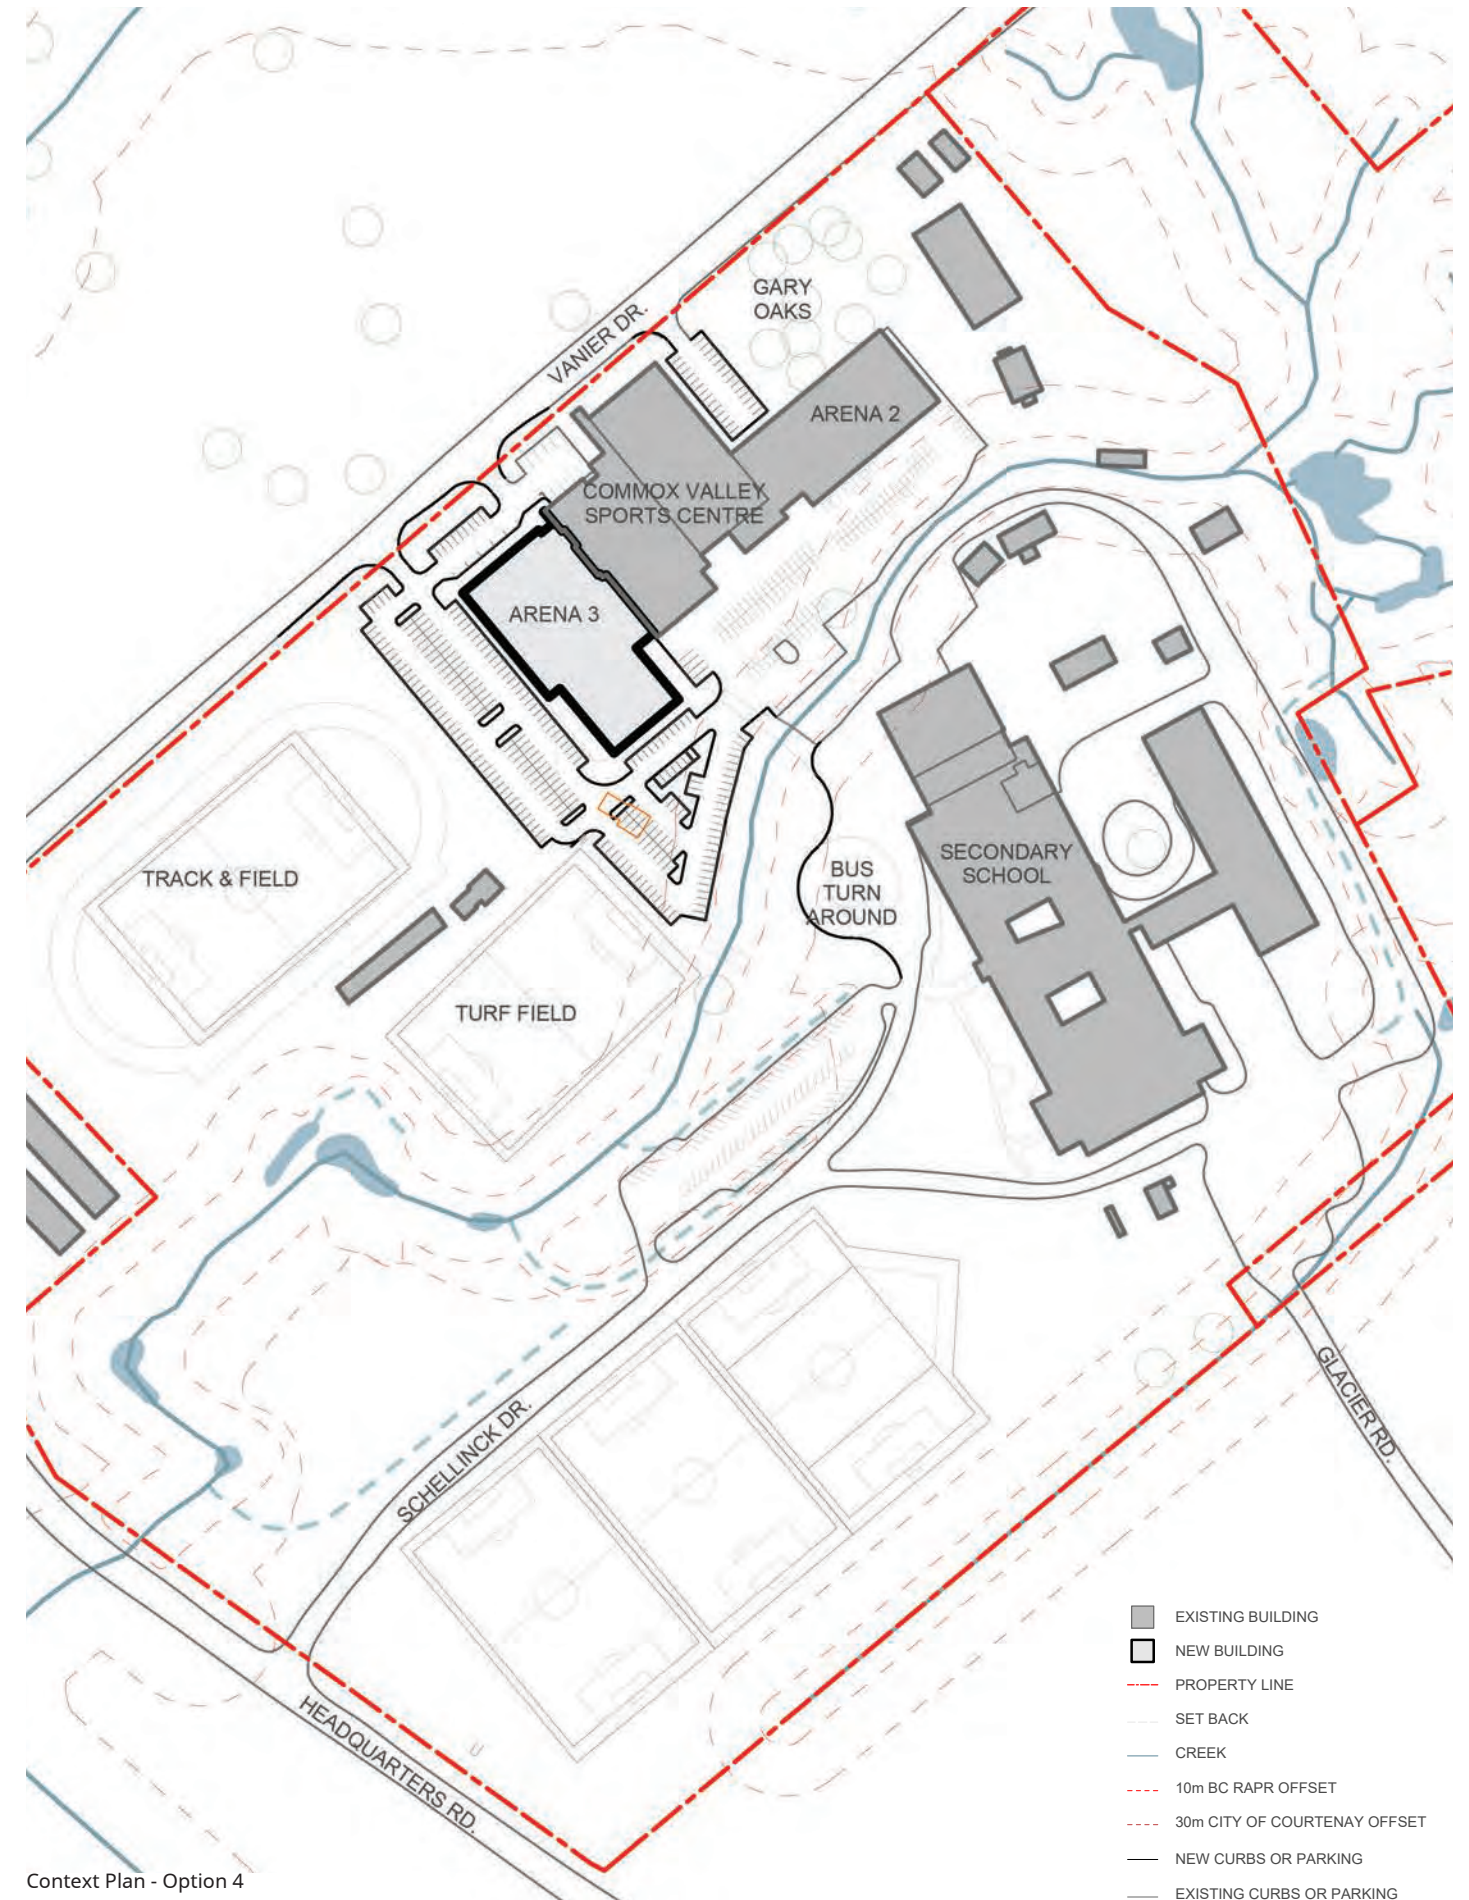 GARY
OAKS
VANIER DR.
ARENA 2
COMMOX VALLEY
SPORTS CENTRE
ARENA 3
TRACK & FIELD
SECONDARY
SCHOOL
BUS
TURN
AROUND
TURF FIELD
SCHELLINCK DR.
GLACIER RD.
HEADQUARTERS RD.
EXISTING BUILDING
NEW BUILDING
PROPERTY LINE
SET BACK
CREEK
10m BC RAPR OFFSET
30m CITY OF COURTENAY OFFSET
NEW CURBS OR PARKING
EXISTING CURBS OR PARKING
Context Plan - Option 4